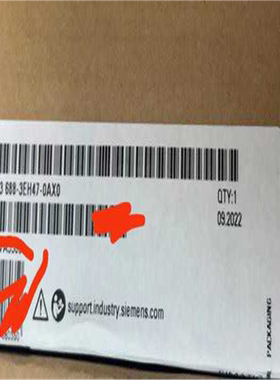 3 688-3EH47-0AX0
QTY:1
09.2022
support.industry.siemens.com
PACKAGING